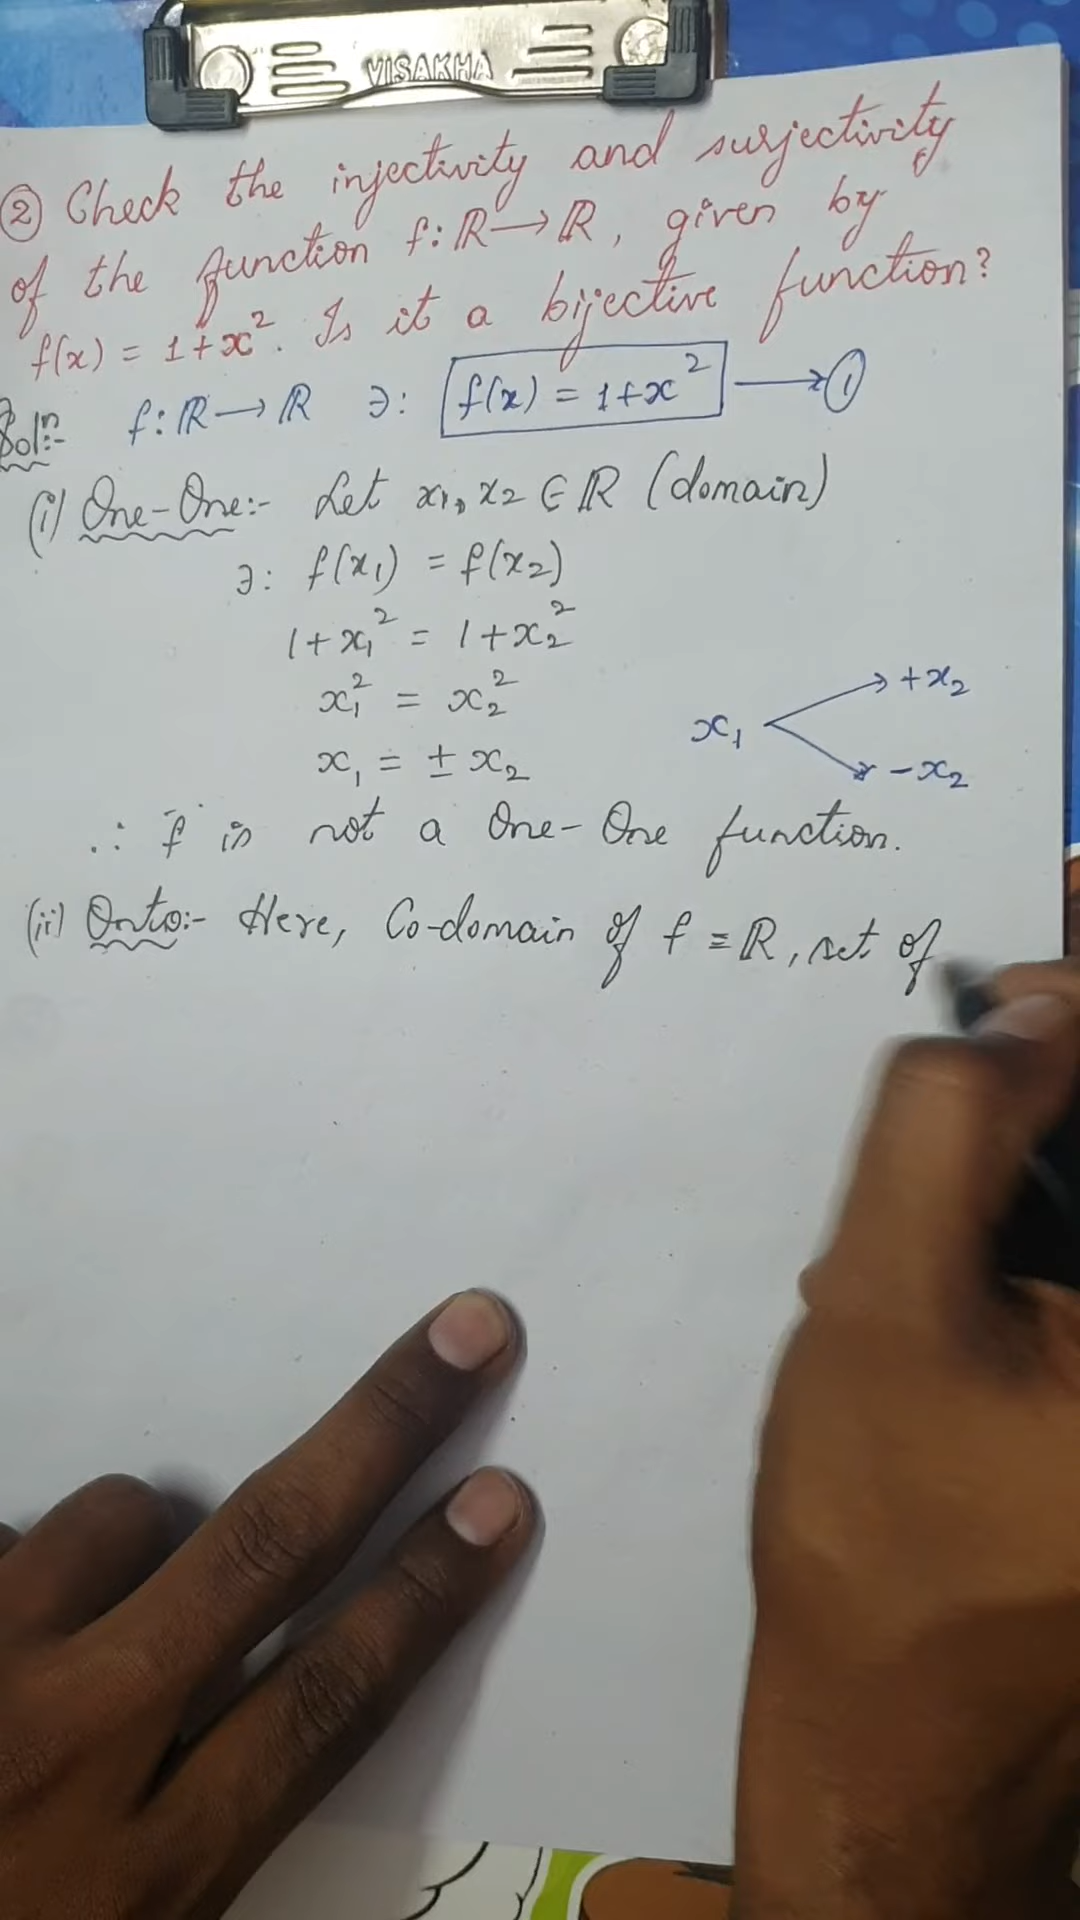 VISAKHA
② Check the injectivity and surjectivity
of the function f: ℝ → ℝ, given by
f(x) = 1+x². Is it a bijective function?
Solⁿ:- f: ℝ → ℝ ∋: f(x) = 1+x² → ①
(i) One-One:- Let x₁, x₂ ∈ ℝ (domain)
∋: f(x₁) = f(x₂)
1+x₁² = 1+x₂²
x₁² = x₂²
x₁ = ± x₂
x₁ +x₂
-x₂
∴ f is not a One-One function.
(ii) Onto:- Here, Co-domain of f = ℝ, set of